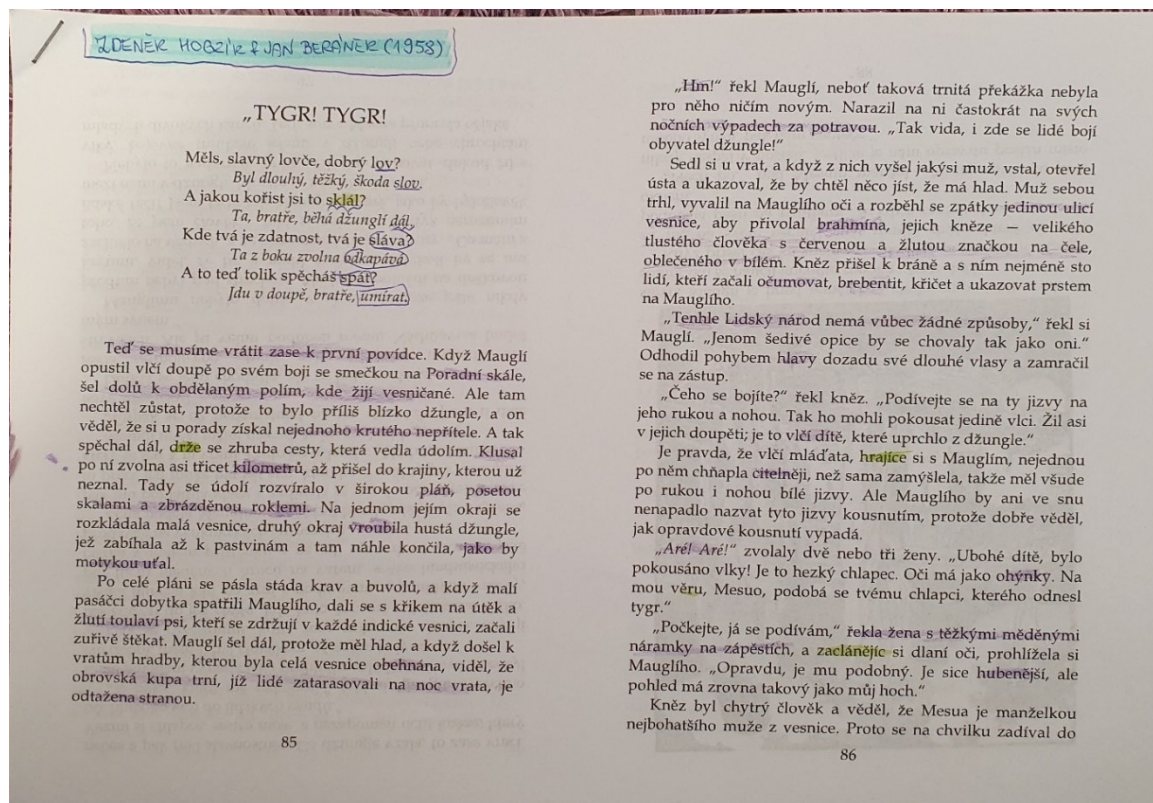 ZDENĚK HOBZÍK & JAN BERÁNEK (1958)
„TYGR! TYGR!
Měls, slavný lovče, dobrý lov?
Byl dlouhý, těžký, škoda slov.
A jakou kořist jsi to sklál?
Ta, bratře, běhá džunglí dál.
Kde tvá je zdatnost, tvá je sláva?
Ta z boku zvolna odkapává
A to teď tolik spěcháš spát?
Jdu v doupě, bratře, umírat.
Teď se musíme vrátit zase k první povídce. Když Mauglí
opustil vlčí doupě po svém boji se smečkou na Poradní skále,
šel dolů k obdělaným polím, kde žijí vesničané. Ale tam
nechtěl zůstat, protože to bylo příliš blízko džungle, a on
věděl, že si u porady získal nejednoho krutého nepřítele. A tak
spěchal dál, drže se zhruba cesty, která vedla údolím. Klusal
po ní zvolna asi třicet kilometrů, až přišel do krajiny, kterou už
neznal. Tady se údolí rozvíralo v širokou pláň, posetou
skalami a zbrázděnou roklemi. Na jednom jejím okraji se
rozkládala malá vesnice, druhý okraj vroubila hustá džungle,
jež zabíhala až k pastvinám a tam náhle končila, jako by
motykou uťal.
Po celé pláni se pásla stáda krav a buvolů, a když malí
pasáčci dobytka spatřili Mauglího, dali se s křikem na útěk a
žlutí toulaví psi, kteří se zdržují v každé indické vesnici, začali
zuřivě štěkat. Mauglí šel dál, protože měl hlad, a když došel k
vratům hradby, kterou byla celá vesnice obehnána, viděl, že
obrovská kupa trní, jíž lidé zatarasovali na noc vrata, je
odtažena stranou.
85
„Hm!“ řekl Mauglí, neboť taková trnitá překážka nebyla
pro něho ničím novým. Narazil na ni častokrát na svých
nočních výpadech za potravou. „Tak vida, i zde se lidé bojí
obyvatel džungle!“
Sedl si u vrat, a když z nich vyšel jakýsi muž, vstal, otevřel
ústa a ukazoval, že by chtěl něco jíst, že má hlad. Muž sebou
trhl, vyvalil na Mauglího oči a rozběhl se zpátky jedinou ulicí
vesnice, aby přivolal brahmína, jejich kněze — velikého
tlustého člověka s červenou a žlutou značkou na čele,
oblečeného v bílém. Kněz přišel k bráně a s ním nejméně sto
lidí, kteří začali očumovat, brebentit, křičet a ukazovat prstem
na Mauglího.
„Tenhle Lidský národ nemá vůbec žádné způsoby,“ řekl si
Mauglí. „Jenom šedivé opice by se chovaly tak jako oni.“
Odhodil pohybem hlavy dozadu své dlouhé vlasy a zamračil
se na zástup.
„Čeho se bojíte?“ řekl kněz. „Podívejte se na ty jizvy na
jeho rukou a nohou. Tak ho mohli pokousat jedině vlci. Žil asi
v jejich doupěti; je to vlčí dítě, které uprchlo z džungle.“
Je pravda, že vlčí mláďata, hrajíce si s Mauglím, nejednou
po něm chňapla citelněji, než sama zamýšlela, takže měl všude
po rukou i nohou bílé jizvy. Ale Mauglího by ani ve snu
nenapadlo nazvat tyto jizvy kousnutím, protože dobře věděl,
jak opravdové kousnutí vypadá.
„Aré! Aré!“ zvolaly dvě nebo tři ženy. „Ubohé dítě, bylo
pokousáno vlky! Je to hezký chlapec. Oči má jako ohýnky. Na
mou věru, Mesuo, podobá se tvému chlapci, kterého odnesl
tygr.“
„Počkejte, já se podívám,“ řekla žena s těžkými měděnými
náramky na zápěstích, a zaclánějíc si dlaní oči, prohlížela si
Mauglího. „Opravdu, je mu podobný. Je sice hubenější, ale
pohled má zrovna takový jako můj hoch.“
Kněz byl chytrý člověk a věděl, že Mesua je manželkou
nejbohatšího muže z vesnice. Proto se na chvilku zadíval do
86